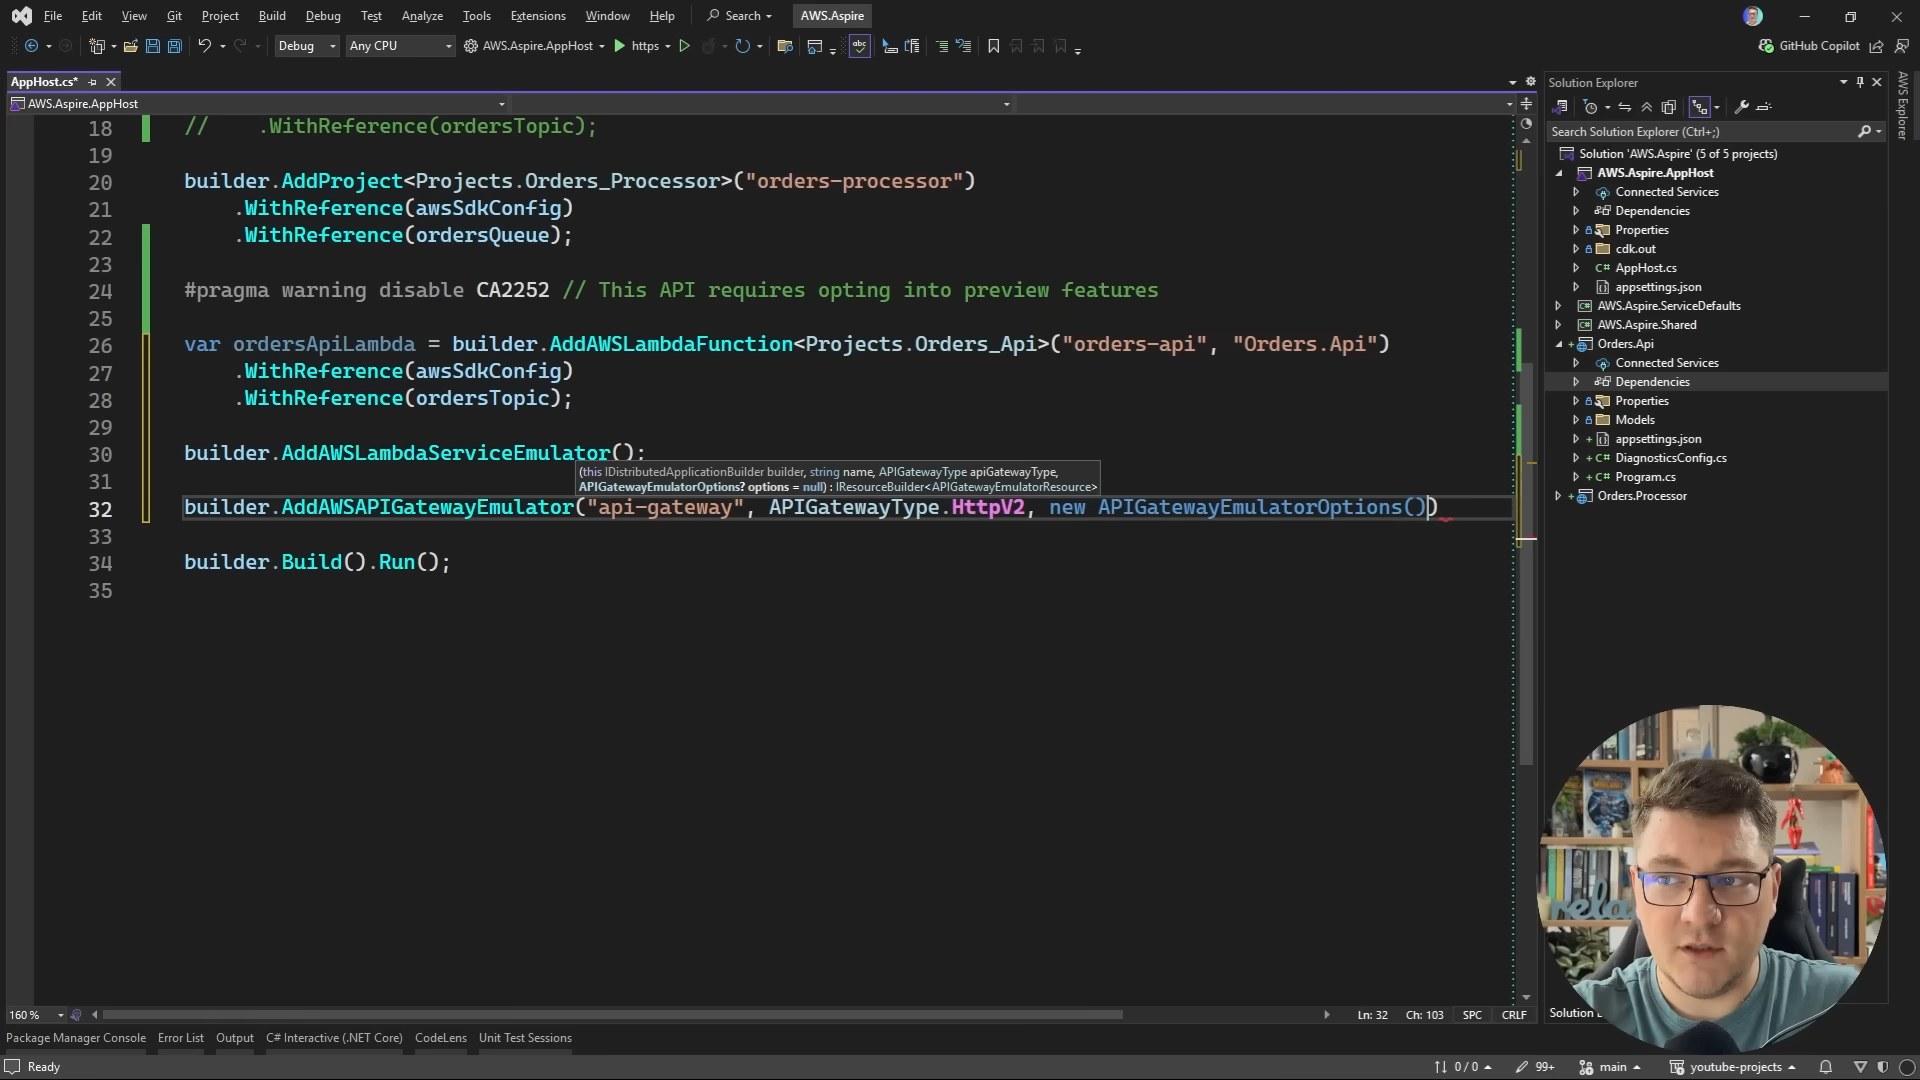 File Edit View Git Project Build Debug Test Analyze Tools Extensions Window Help Search AWS.Aspire
Debug Any CPU AWS.Aspire.AppHost https GitHub Copilot
AppHost.cs*
AWS.Aspire.AppHost
18 //    .WithReference(ordersTopic);
19
20 builder.AddProject<Projects.Orders_Processor>("orders-processor")
21     .WithReference(awsSdkConfig)
22     .WithReference(ordersQueue);
23
24 #pragma warning disable CA2252 // This API requires opting into preview features
25
26 var ordersApiLambda = builder.AddAWSLambdaFunction<Projects.Orders_Api>("orders-api", "Orders.Api")
27     .WithReference(awsSdkConfig)
28     .WithReference(ordersTopic);
29
30 builder.AddAWSLambdaServiceEmulator();
(this IDistributedApplicationBuilder builder, string name, APIGatewayType apiGatewayType,
31
APIGatewayEmulatorOptions? options = null) : IResourceBuilder<APIGatewayEmulatorResource>
32 builder.AddAWSAPIGatewayEmulator("api-gateway", APIGatewayType.HttpV2, new APIGatewayEmulatorOptions())
33
34 builder.Build().Run();
35
160 % Ln: 32 Ch: 103 SPC CRLF
Solution Explorer
Search Solution Explorer (Ctrl+;)
Solution 'AWS.Aspire' (5 of 5 projects)
AWS.Aspire.AppHost
Connected Services
Dependencies
Properties
cdk.out
C# AppHost.cs
appsettings.json
AWS.Aspire.ServiceDefaults
AWS.Aspire.Shared
Orders.Api
Connected Services
Dependencies
Properties
Models
appsettings.json
C# DiagnosticsConfig.cs
C# Program.cs
Orders.Processor
AWS Explorer
Solution E
Package Manager Console Error List Output C# Interactive (.NET Core) CodeLens Unit Test Sessions
Ready 0 / 0 99+ main youtube-projects